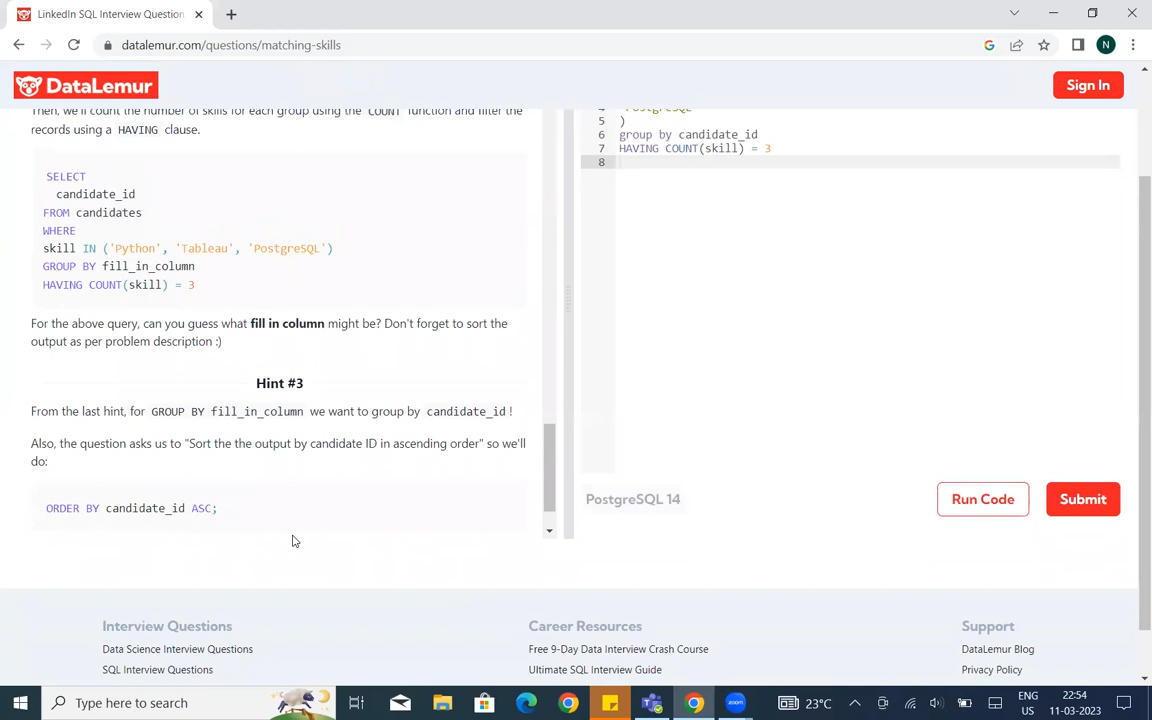 LinkedIn SQL Interview Question
datalemur.com/questions/matching-skills
N
DataLemur
Sign In
Then, we'll count the number of skills for each group using the COUNT function and filter the
records using a HAVING clause.
SELECT
candidate_id
FROM candidates
WHERE
skill IN ('Python', 'Tableau', 'PostgreSQL')
GROUP BY fill_in_column
HAVING COUNT(skill) = 3
For the above query, can you guess what fill in column might be? Don't forget to sort the
output as per problem description :)
Hint #3
From the last hint, for GROUP BY fill_in_column we want to group by candidate_id !
Also, the question asks us to "Sort the the output by candidate ID in ascending order" so we'll
do:
ORDER BY candidate_id ASC;
4 'PostgreSQL'
5 )
6 group by candidate_id
7 HAVING COUNT(skill) = 3
8
PostgreSQL 14
Run Code
Submit
Interview Questions
Data Science Interview Questions
SQL Interview Questions
Career Resources
Free 9-Day Data Interview Crash Course
Ultimate SQL Interview Guide
Support
DataLemur Blog
Privacy Policy
Type here to search
zoom
23°C
ENG
US
22:54
11-03-2023